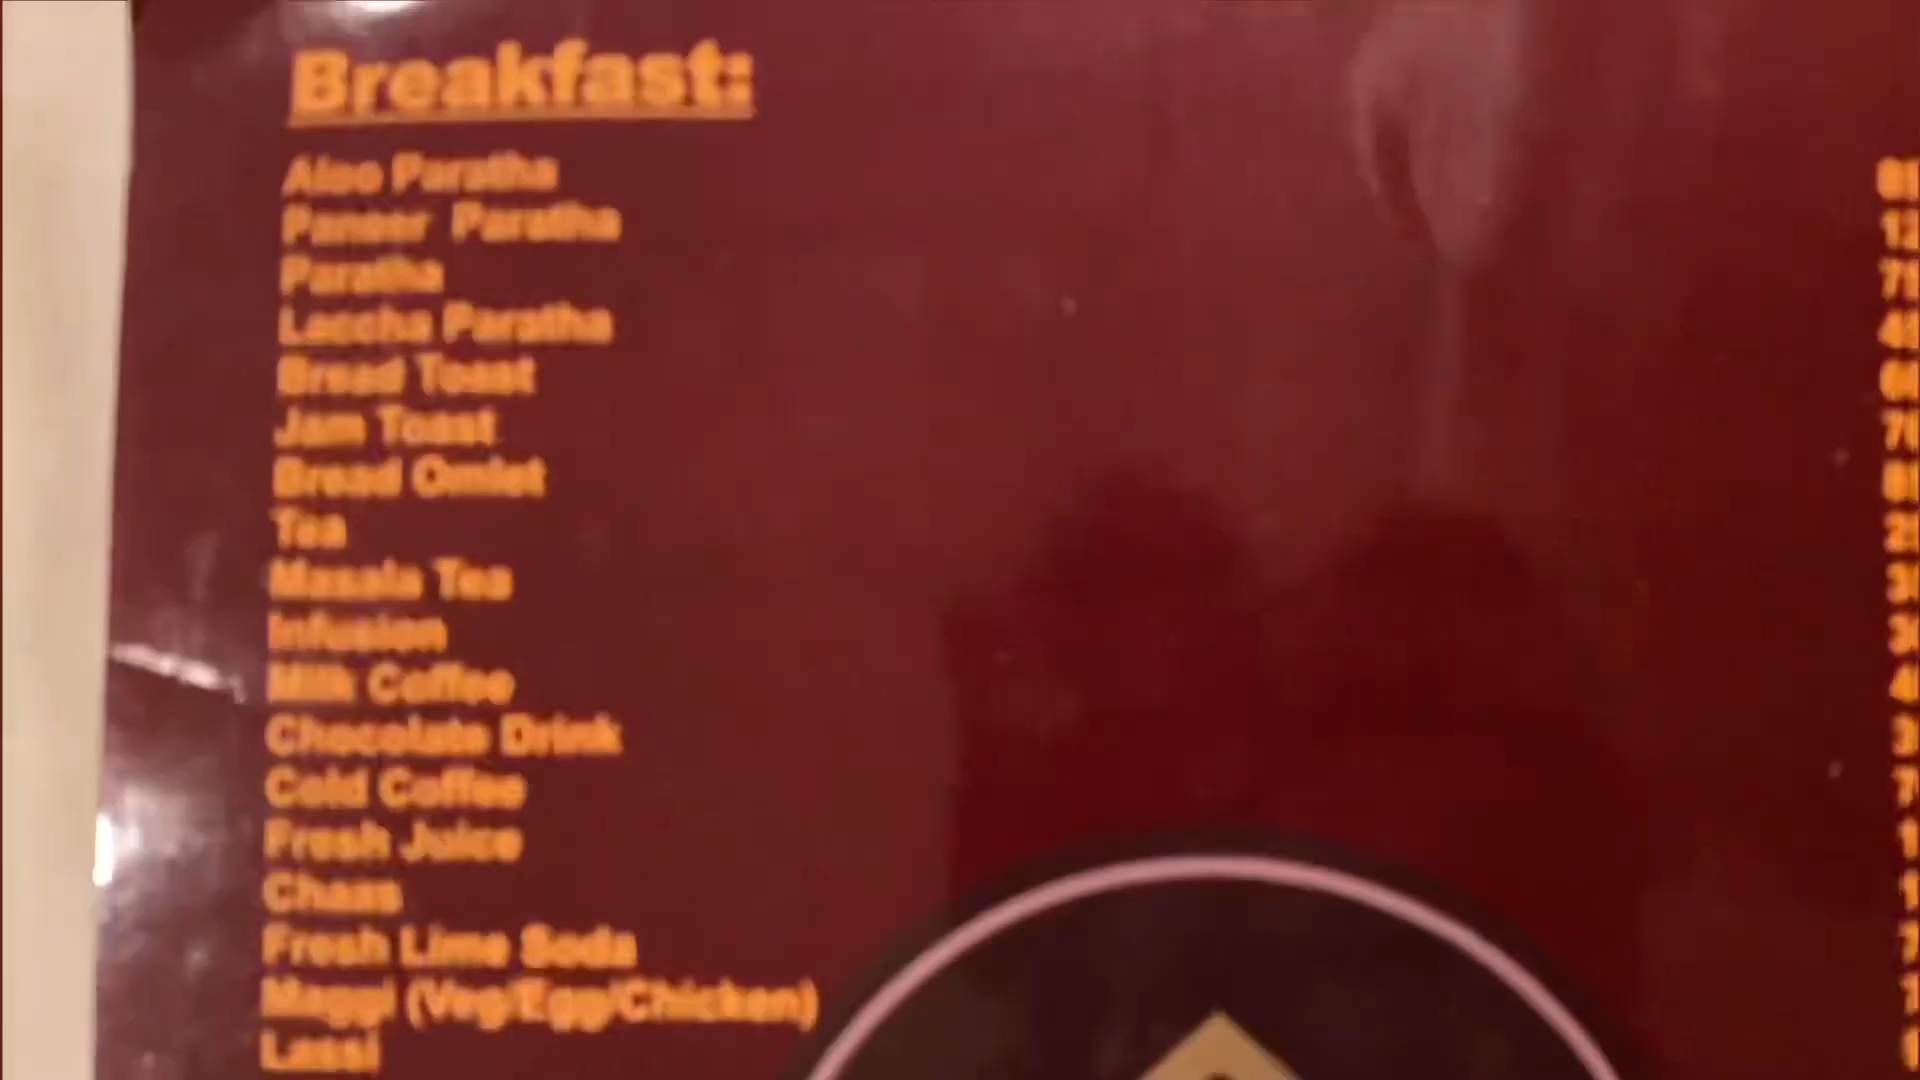 Breakfast:
Aloo Paratha
Paneer Paratha
Paratha
Laccha Paratha
Bread Toast
Jam Toast
Bread Omlet
Tea
Masala Tea
Infusion
Milk Coffee
Chocolate Drink
Cold Coffee
Fresh Juice
Chaas
Fresh Lime Soda
Maggi (Veg/Egg/Chicken)
Lassi